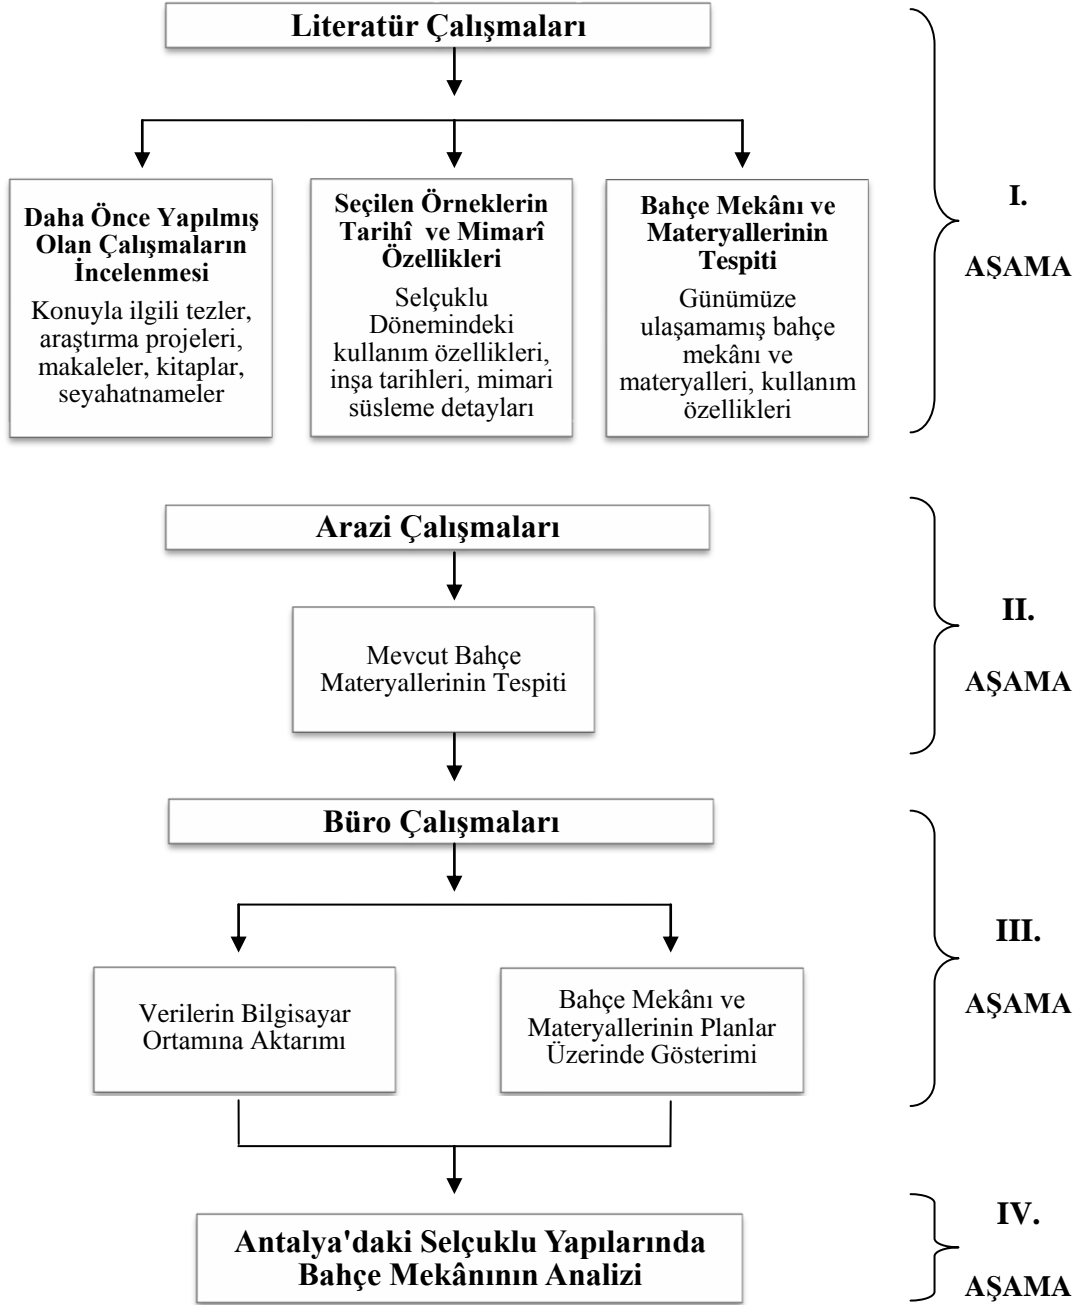 Literatür Çalışmaları
Daha Önce Yapılmış
Olan Çalışmaların
İncelenmesi
Konuyla ilgili tezler,
araştırma projeleri,
makaleler, kitaplar,
seyahatnameler
Seçilen Örneklerin
Tarihî ve Mimarî
Özellikleri
Selçuklu
Dönemindeki
kullanım özellikleri,
inşa tarihleri, mimari
süsleme detayları
Bahçe Mekânı ve
Materyallerinin
Tespiti
Günümüze
ulaşamamış bahçe
mekânı ve
materyalleri, kullanım
özellikleri
I.
AŞAMA
Arazi Çalışmaları
Mevcut Bahçe
Materyallerinin Tespiti
II.
AŞAMA
Büro Çalışmaları
Verilerin Bilgisayar
Ortamına Aktarımı
Bahçe Mekânı ve
Materyallerinin Planlar
Üzerinde Gösterimi
III.
AŞAMA
Antalya'daki Selçuklu Yapılarında
Bahçe Mekânının Analizi
IV.
AŞAMA